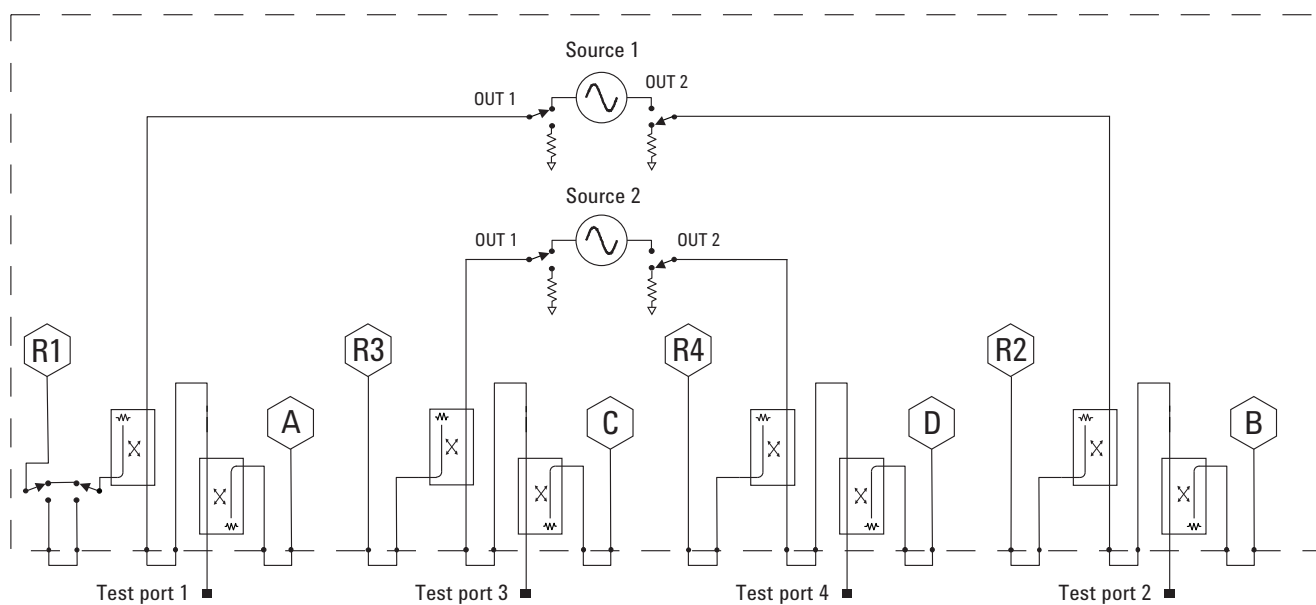 Source 1
OUT 1
OUT 2
Source 2
OUT 1
OUT 2
R1
R3
R4
R2
A
C
D
B
Test port 1
Test port 3
Test port 4
Test port 2